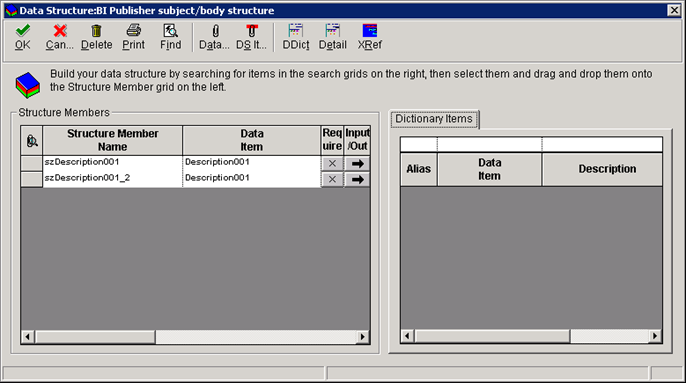 Data Structure:BI Publisher subject/body structure
OK Can... Delete Print Find Data... DS It... DDict Detail XRef
Build your data structure by searching for items in the search grids on the right, then select them and drag and drop them onto
the Structure Member grid on the left.
Structure Members
Structure Member Name Data Item Req uire Input /Out
szDescription001 Description001
szDescription001_2 Description001
Dictionary Items
Alias Data Item Description